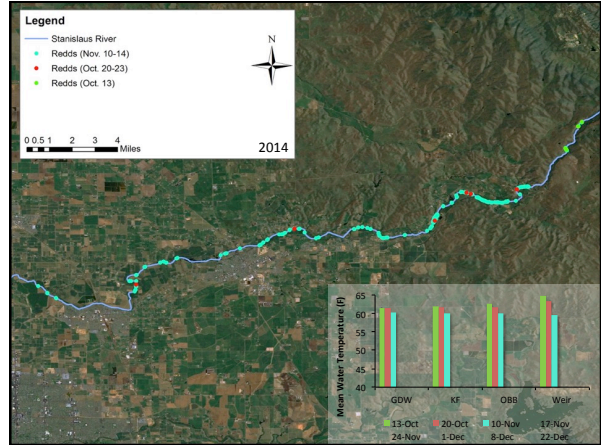 Legend
Stanislaus River
Redds (Nov. 10-14)
Redds (Oct. 20-23)
Redds (Oct. 13)
N
0 0.5 1 2 3 4
Miles
2014
Mean Water Temperature (F)
65
60
55
50
45
40
GDW KF OBB Weir
13-Oct 20-Oct 10-Nov 17-Nov
24-Nov 1-Dec 8-Dec 22-Dec